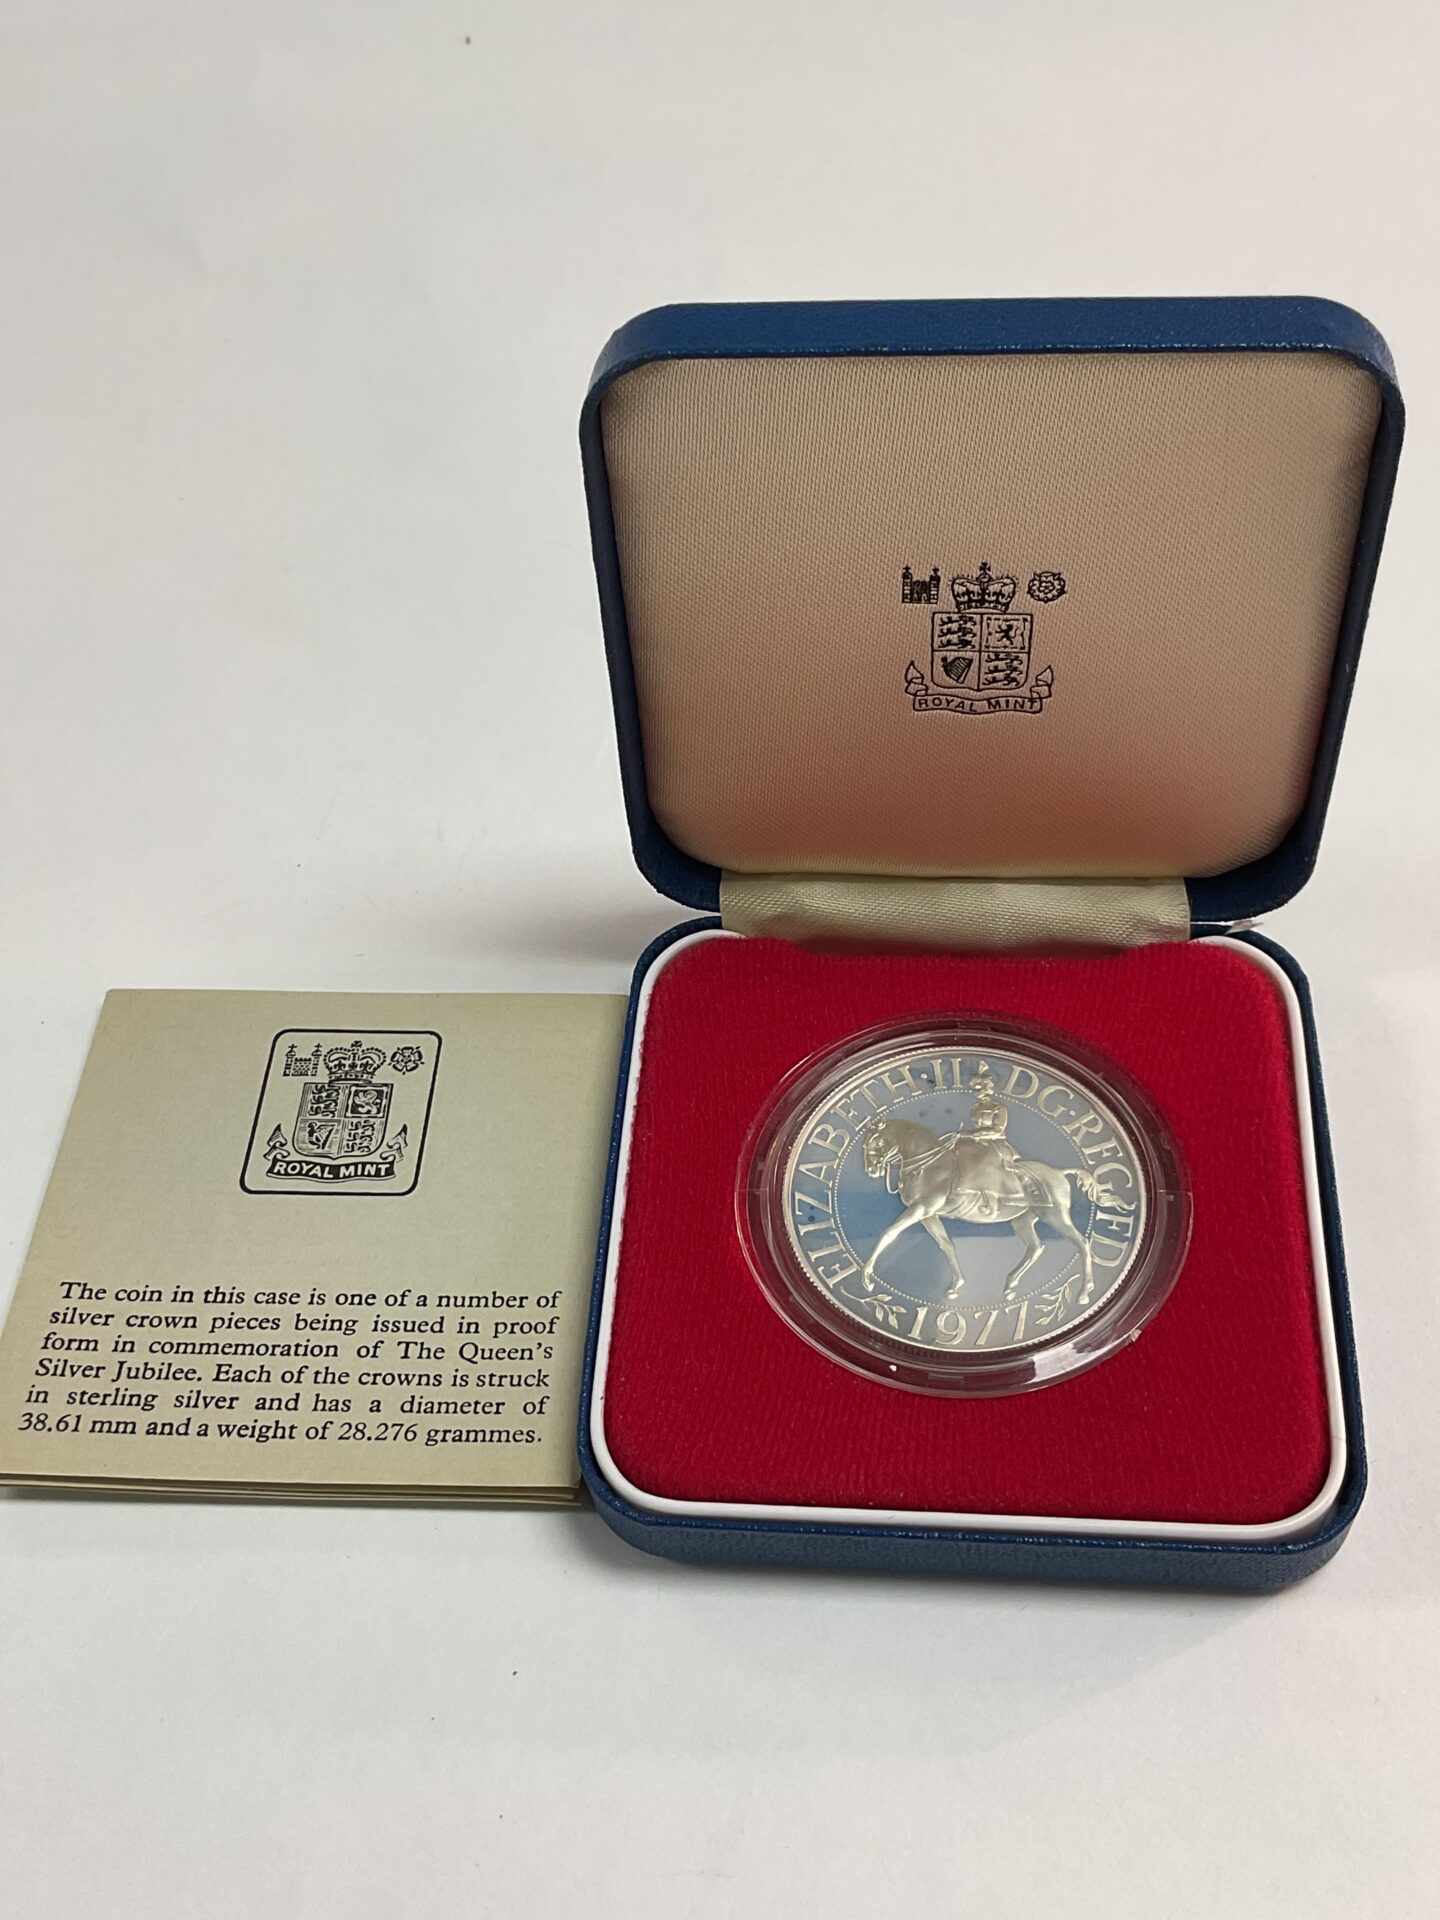 ROYAL MINT
ROYAL MINT
The coin in this case is one of a number of
silver crown pieces being issued in proof
form in commemoration of The Queen's
Silver Jubilee. Each of the crowns is struck
in sterling silver and has a diameter of
38.61 mm and a weight of 28.276 grammes.
ELIZABETH·II DG·REG FD
1977